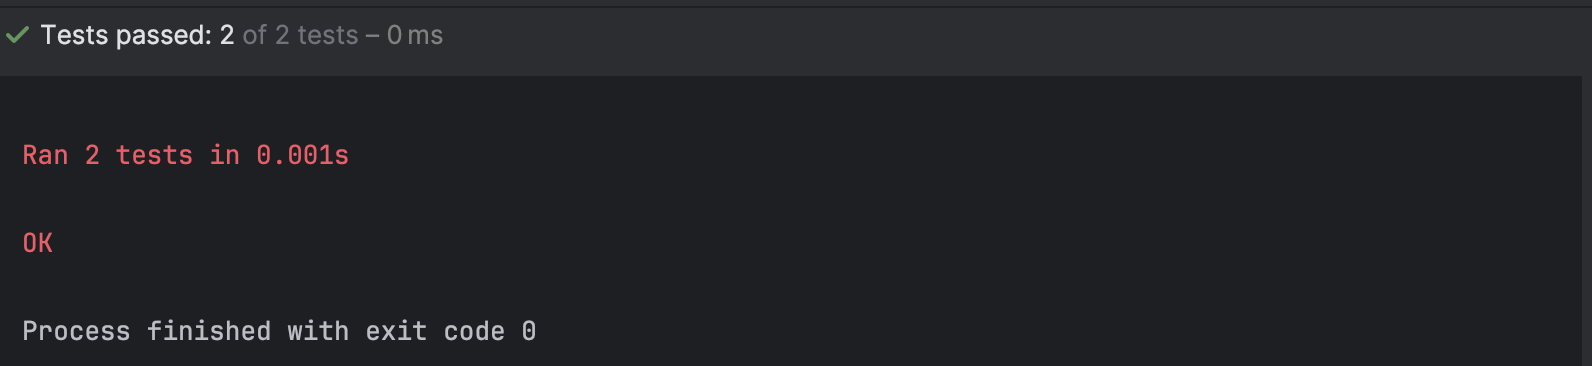 Tests passed: 2 of 2 tests – 0 ms
Ran 2 tests in 0.001s
OK
Process finished with exit code 0